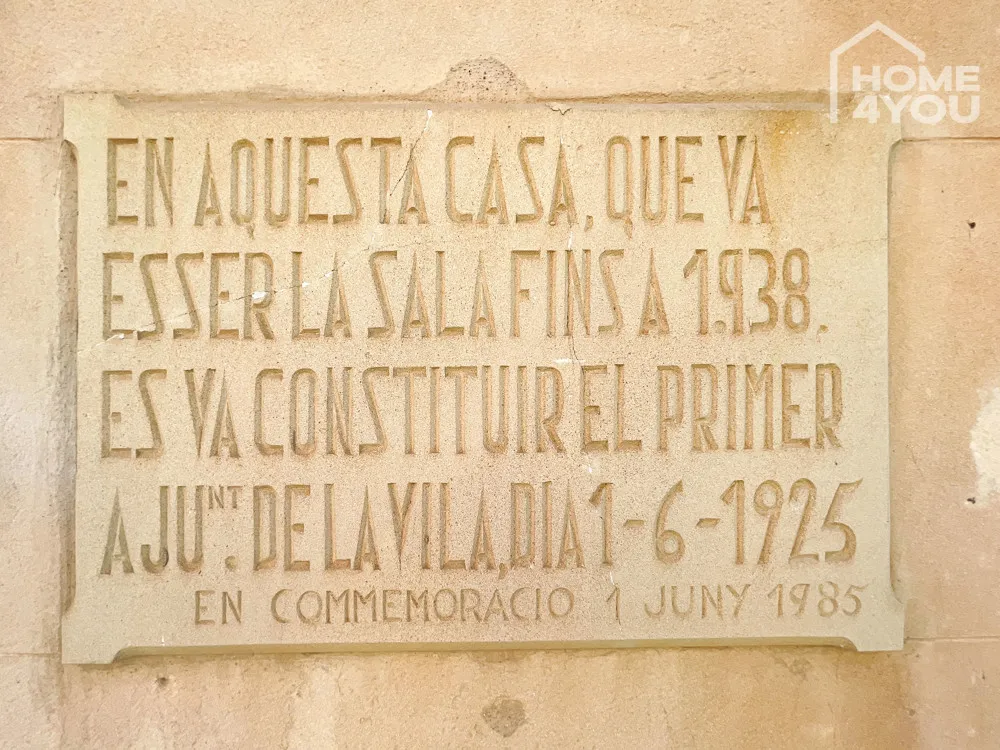 HOME
4YOU
EN AQUESTA CASA, QUE VA
ESSER LA SALA FINS A 1.938.
ES VA CONSTITUIR EL PRIMER
AJUNT. DE LA VILA, DIA 1-6-1925
EN COMMEMORACIO 1 JUNY 1985